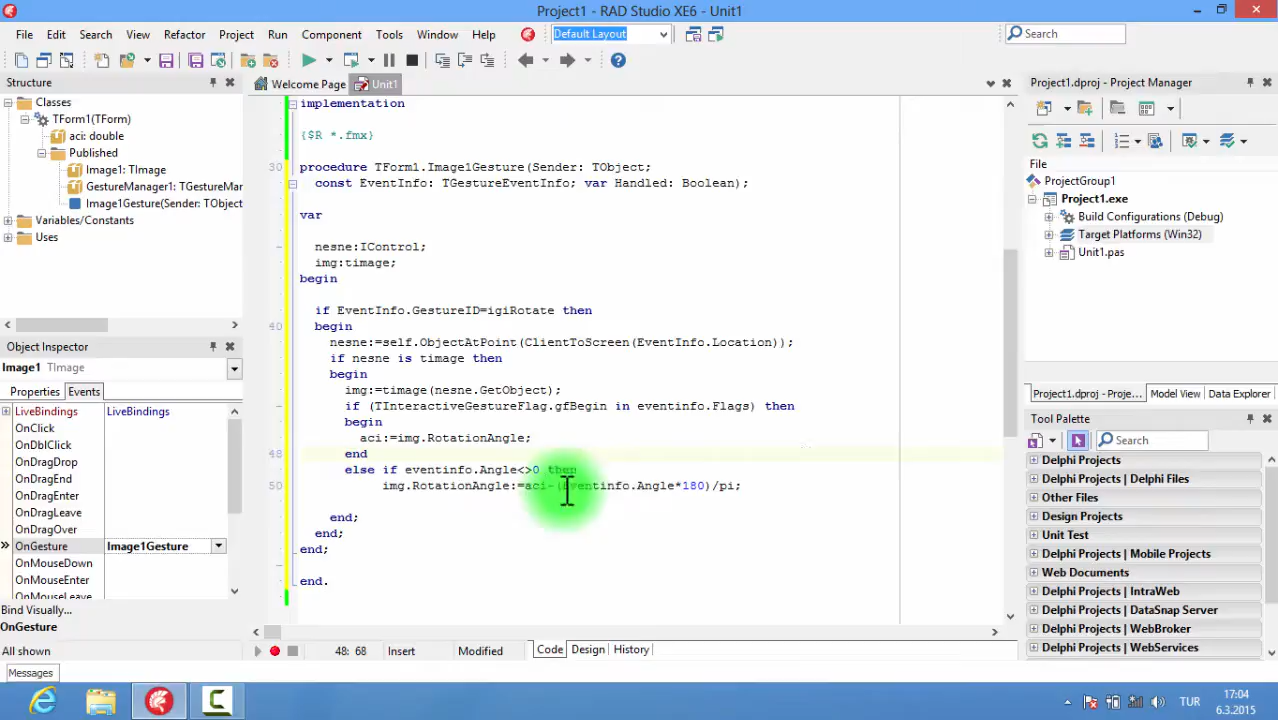 Project1 - RAD Studio XE6 - Unit1
File Edit Search View Refactor Project Run Component Tools Window Help
Default Layout
Search
Structure
Welcome Page
Unit1
Project1.dproj - Project Manager
Classes
TForm1(TForm)
aci: double
Published
Image1: TImage
GestureManager1: TGestureMar
Image1Gesture(Sender: TObject
Variables/Constants
Uses
Object Inspector
Image1 TImage
Properties
Events
LiveBindings LiveBindings
OnClick
OnDblClick
OnDragDrop
OnDragEnd
OnDragEnter
OnDragLeave
OnDragOver
OnGesture Image1Gesture
OnMouseDown
OnMouseEnter
OnMouseLeave
Bind Visually...
OnGesture
All shown
Messages
implementation
{$R *.fmx}
30 procedure TForm1.Image1Gesture(Sender: TObject;
const EventInfo: TGestureEventInfo; var Handled: Boolean);
var
nesne:IControl;
img:timage;
begin
if EventInfo.GestureID=igiRotate then
40 begin
nesne:=self.ObjectAtPoint(ClientToScreen(EventInfo.Location));
if nesne is timage then
begin
img:=timage(nesne.GetObject);
if (TInteractiveGestureFlag.gfBegin in eventinfo.Flags) then
begin
aci:=img.RotationAngle;
48 end
else if eventinfo.Angle<>0 then
50 img.RotationAngle:=aci-(Eventinfo.Angle*180)/pi;
end;
end;
end;
end.
48: 68
Insert
Modified
Code
Design
History
File
ProjectGroup1
Project1.exe
Build Configurations (Debug)
Target Platforms (Win32)
Unit1.pas
Project1.dproj - Proje...
Model View
Data Explorer
Tool Palette
Search
Delphi Projects
Delphi Projects | Delphi Files
Other Files
Design Projects
Unit Test
Delphi Projects | Mobile Projects
Web Documents
Delphi Projects | IntraWeb
Delphi Projects | DataSnap Server
Delphi Projects | WebBroker
Delphi Projects | WebServices
TUR
17:04
6.3.2015